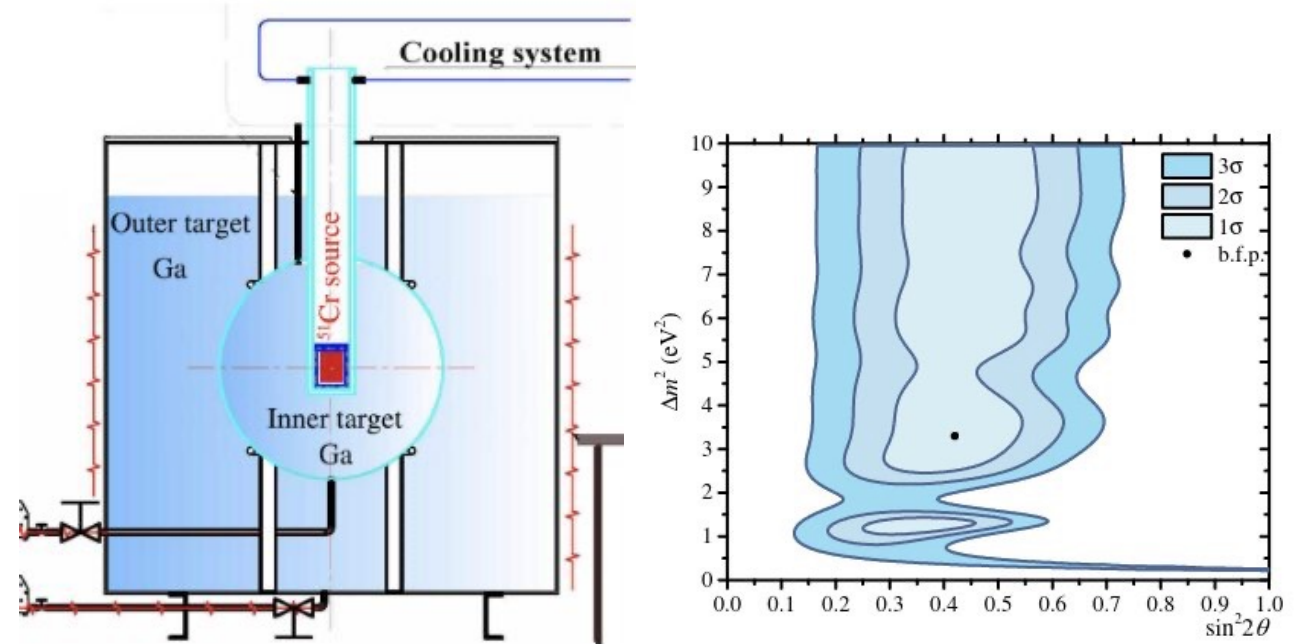 Cooling system
Outer target
Ga
⁵¹Cr source
Inner target
Ga
3σ
2σ
1σ
b.f.p.
Δm² (eV²)
10
9
8
7
6
5
4
3
2
1
0
0.0 0.1 0.2 0.3 0.4 0.5 0.6 0.7 0.8 0.9 1.0
sin²2θ